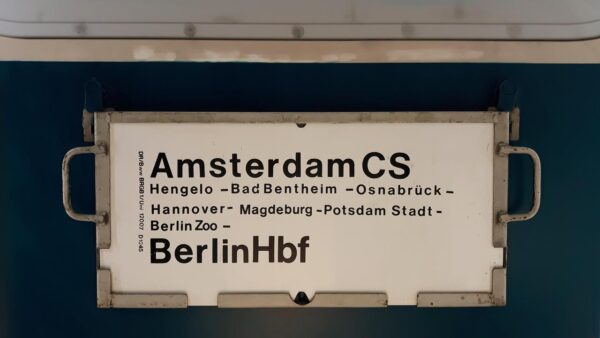 Amsterdam CS
Hengelo – Bad Bentheim – Osnabrück –
Hannover- Magdeburg -Potsdam Stadt -
Berlin Zoo –
Berlin Hbf